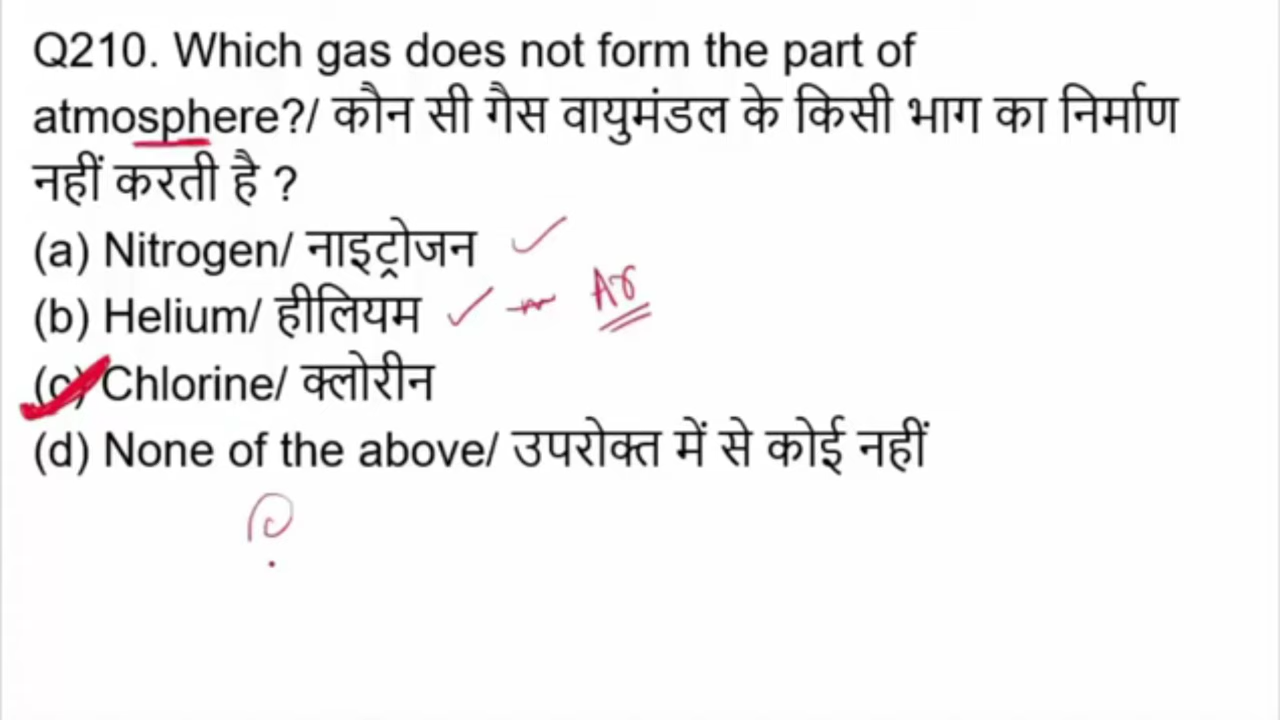 Q210. Which gas does not form the part of
atmosphere?/ कौन सी गैस वायुमंडल के किसी भाग का निर्माण
नहीं करती है ?
(a) Nitrogen/ नाइट्रोजन
(b) Helium/ हीलियम Ar
(c) Chlorine/ क्लोरीन
(d) None of the above/ उपरोक्त में से कोई नहीं